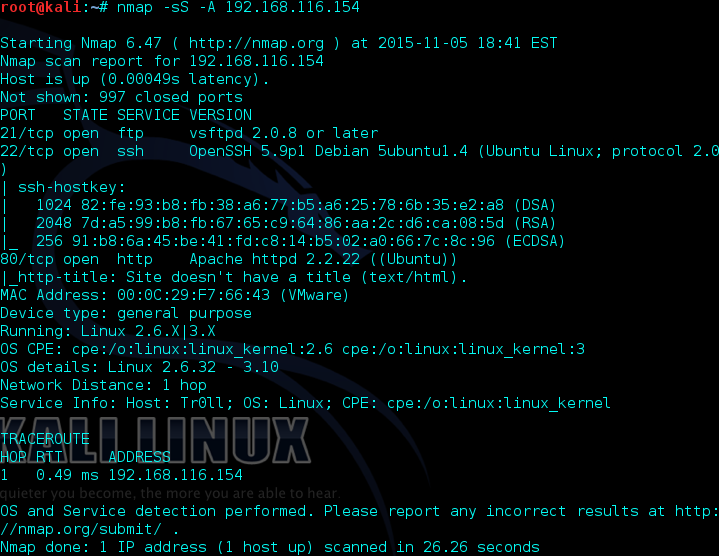 root@kali:~# nmap -sS -A 192.168.116.154
Starting Nmap 6.47 ( http://nmap.org ) at 2015-11-05 18:41 EST
Nmap scan report for 192.168.116.154
Host is up (0.00049s latency).
Not shown: 997 closed ports
PORT   STATE SERVICE VERSION
21/tcp open  ftp     vsftpd 2.0.8 or later
22/tcp open  ssh     OpenSSH 5.9p1 Debian 5ubuntu1.4 (Ubuntu Linux; protocol 2.0
)
| ssh-hostkey:
|   1024 82:fe:93:b8:fb:38:a6:77:b5:a6:25:78:6b:35:e2:a8 (DSA)
|   2048 7d:a5:99:b8:fb:67:65:c9:64:86:aa:2c:d6:ca:08:5d (RSA)
|_  256 91:b8:6a:45:be:41:fd:c8:14:b5:02:a0:66:7c:8c:96 (ECDSA)
80/tcp open  http    Apache httpd 2.2.22 ((Ubuntu))
|_http-title: Site doesn't have a title (text/html).
MAC Address: 00:0C:29:F7:66:43 (VMware)
Device type: general purpose
Running: Linux 2.6.X|3.X
OS CPE: cpe:/o:linux:linux_kernel:2.6 cpe:/o:linux:linux_kernel:3
OS details: Linux 2.6.32 - 3.10
Network Distance: 1 hop
Service Info: Host: Tr0ll; OS: Linux; CPE: cpe:/o:linux:linux_kernel
TRACEROUTE
KALI LINUX
HOP RTT     ADDRESS
1   0.49 ms 192.168.116.154
quieter you become, the more you are able to hear
OS and Service detection performed. Please report any incorrect results at http:
//nmap.org/submit/ .
Nmap done: 1 IP address (1 host up) scanned in 26.26 seconds